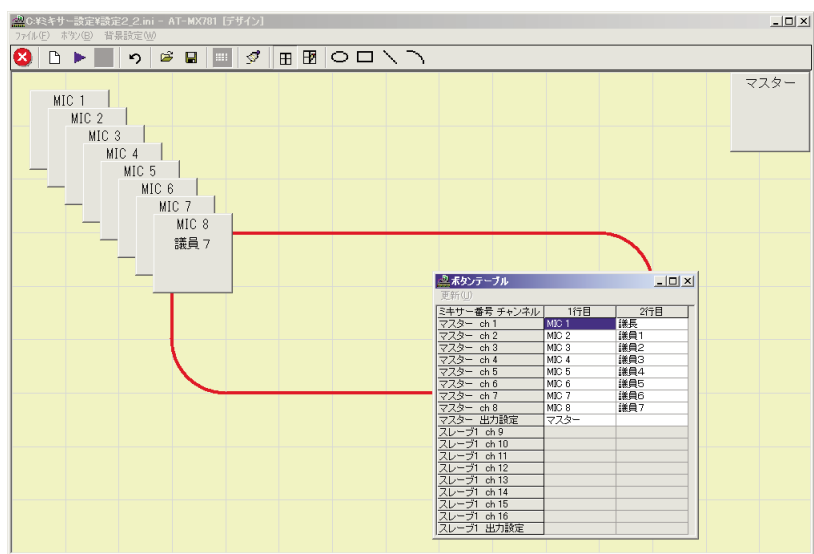 C:¥ミキサー設定¥設定2_2.ini - AT-MX781 [デザイン]
ファイル(F) ボタン(B) 背景設定(W)
マスター
MIC 1
MIC 2
MIC 3
MIC 4
MIC 5
MIC 6
MIC 7
MIC 8
議員 7
ボタンテーブル
更新(U)
ミキサー番号 チャンネル 1行目 2行目
マスター ch 1 MIC 1 議長
マスター ch 2 MIC 2 議員1
マスター ch 3 MIC 3 議員2
マスター ch 4 MIC 4 議員3
マスター ch 5 MIC 5 議員4
マスター ch 6 MIC 6 議員5
マスター ch 7 MIC 7 議員6
マスター ch 8 MIC 8 議員7
マスター 出力設定 マスター
スレーブ1 ch 9
スレーブ1 ch 10
スレーブ1 ch 11
スレーブ1 ch 12
スレーブ1 ch 13
スレーブ1 ch 14
スレーブ1 ch 15
スレーブ1 ch 16
スレーブ1 出力設定